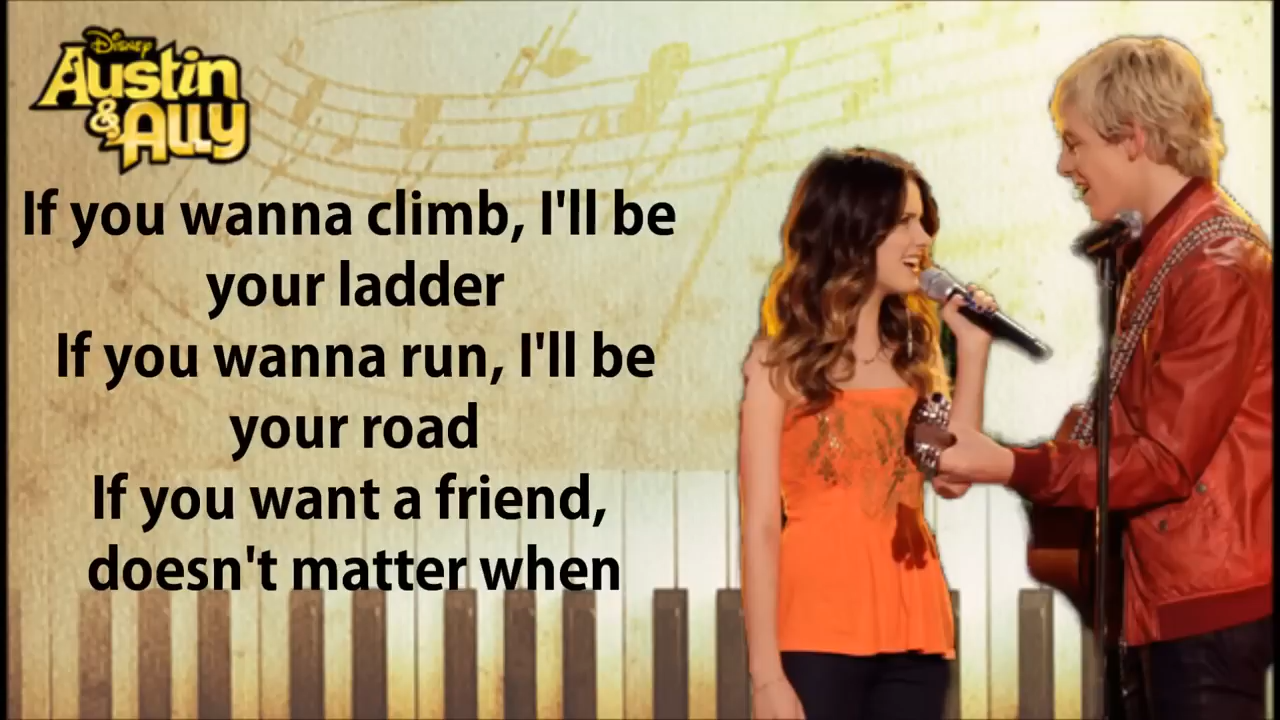 Disney
Austin
& Ally
If you wanna climb, I'll be
your ladder
If you wanna run, I'll be
your road
If you want a friend,
doesn't matter when